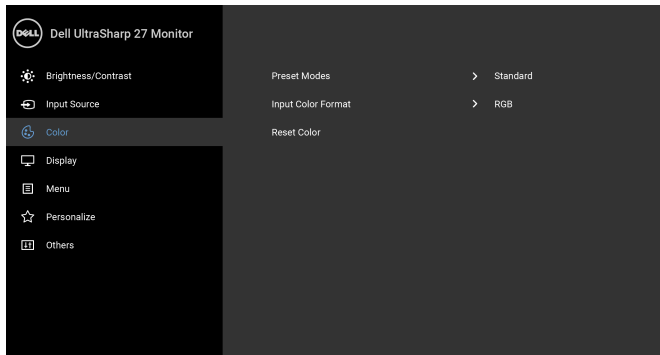 DELL Dell UltraSharp 27 Monitor
Brightness/Contrast
Preset Modes > Standard
Input Source
Input Color Format > RGB
Color
Reset Color
Display
Menu
Personalize
Others